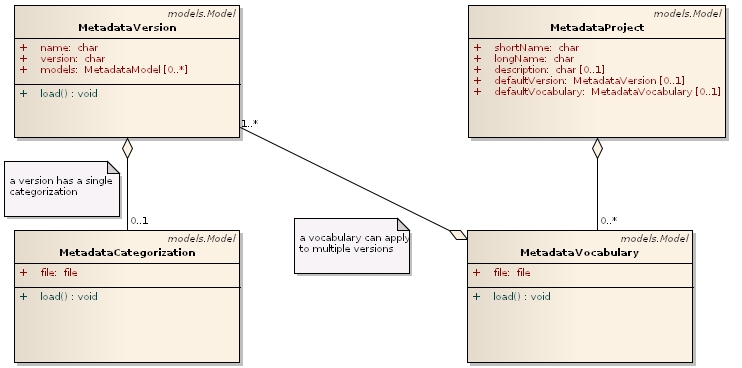 models.Model
MetadataVersion
+ name: char
+ version: char
+ models: MetadataModel [0..*]
+ load() : void
models.Model
MetadataProject
+ shortName: char
+ longName: char
+ description: char [0..1]
+ defaultVersion: MetadataVersion [0..1]
+ defaultVocabulary: MetadataVocabulary [0..1]
1..*
a version has a single
categorization
0..1
0..*
a vocabulary can apply
to multiple versions
models.Model
MetadataCategorization
+ file: file
+ load() : void
models.Model
MetadataVocabulary
+ file: file
+ load() : void